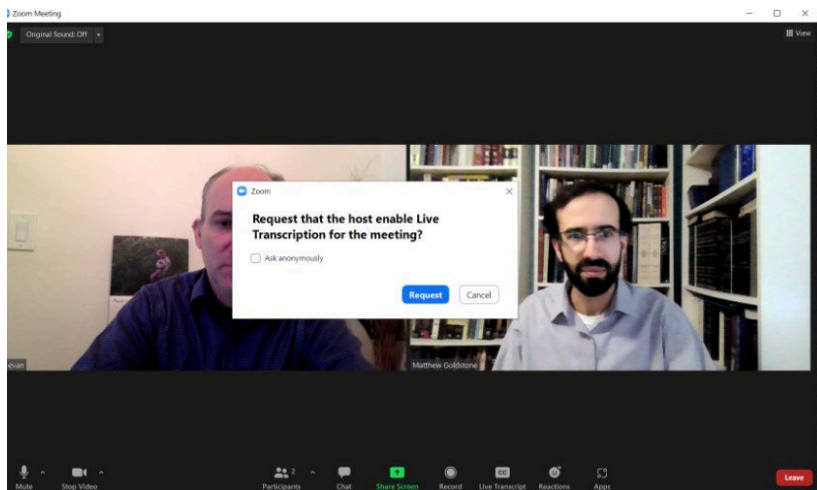 Zoom Meeting
Original Sound: Off
View
Zoom
Request that the host enable Live
Transcription for the meeting?
Ask anonymously
Request
Cancel
evan
Matthew Goldstone
Mute
Stop Video
2
Participants
Chat
Share Screen
Record
CC
Live Transcript
Reactions
Apps
Leave